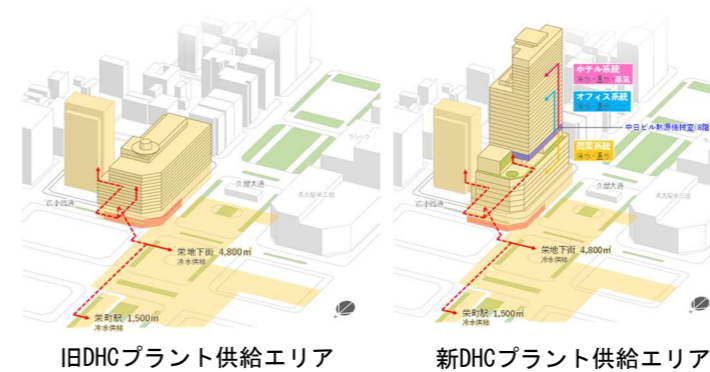 広小路通
久屋大通
栄地下街 4,800㎡
冷水供給
栄町駅 1,500㎡
冷水供給
旧DHCプラント供給エリア
ホテル系統
冷水・温水・蒸気
オフィス系統
冷水・温水
中日ビル熱源機械室:8階
商業系統
冷水・温水
広小路通
久屋大通
栄地下街 4,800㎡
冷水供給
栄町駅 1,500㎡
冷水供給
新DHCプラント供給エリア